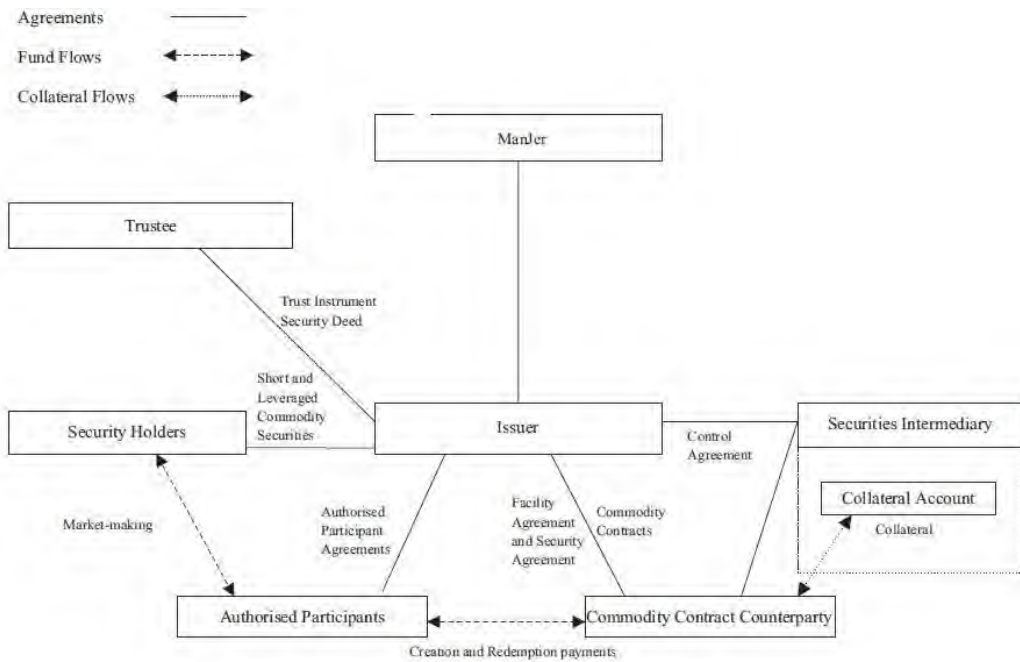 Agreements
Fund Flows
Collateral Flows
ManJer
Trustee
Trust Instrument
Security Deed
Short and
Leveraged
Commodity
Securities
Security Holders
Issuer
Securities Intermediary
Control
Agreement
Collateral Account
Collateral
Market-making
Authorised
Participant
Agreements
Facility
Agreement
and Security
Agreement
Commodity
Contracts
Authorised Participants
Commodity Contract Counterparty
Creation and Redemption payments